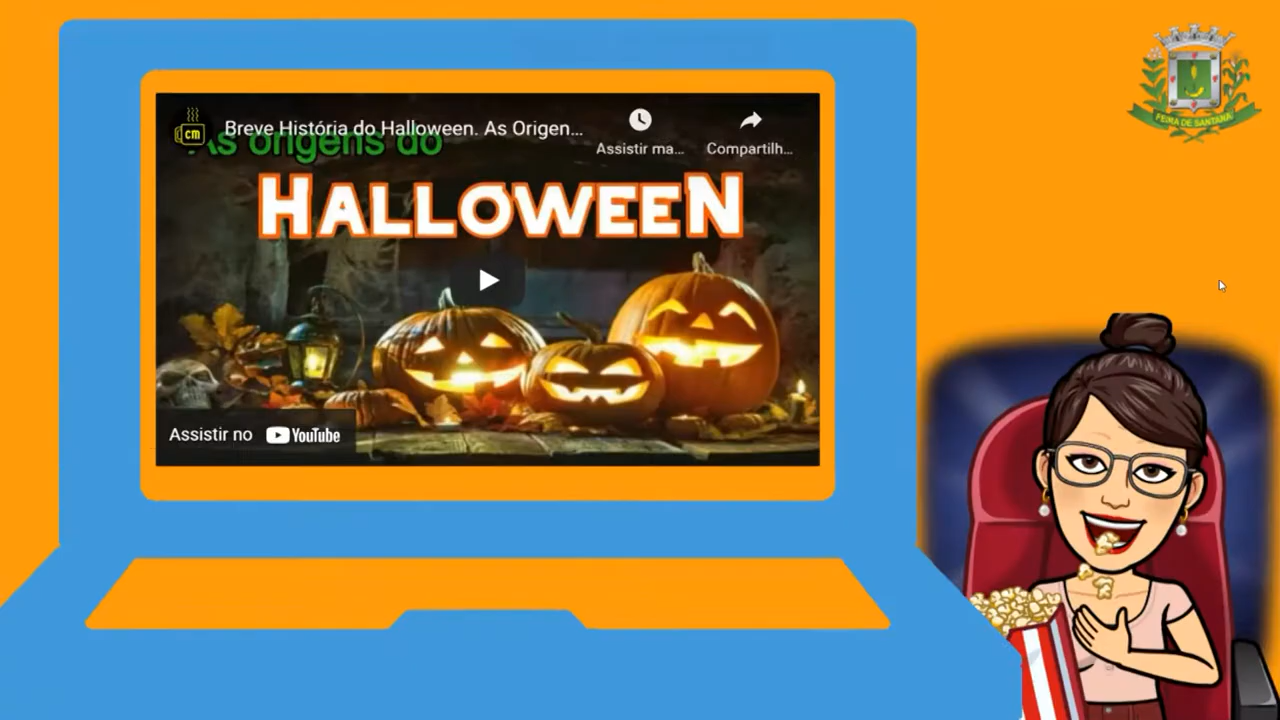 cm
Breve História do Halloween. As Origen...
Assistir ma...
Compartilh...
As origens do
HALLOWEEN
Assistir no YouTube
FEIRA DE SANTANA